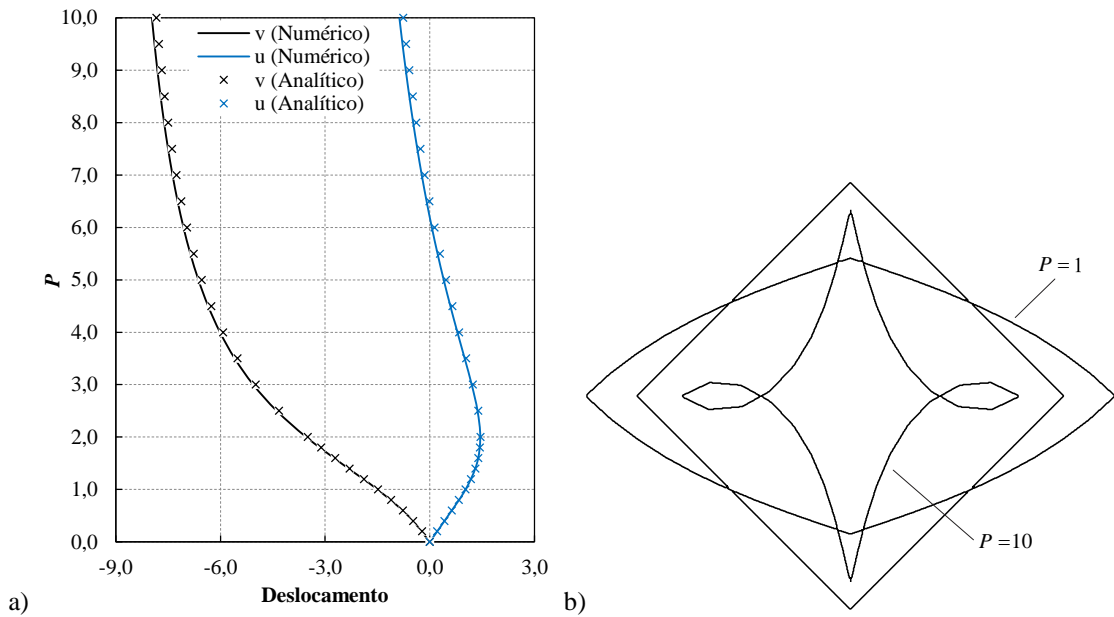 10,0
9,0
8,0
7,0
6,0
5,0
4,0
3,0
2,0
1,0
0,0
P
v (Numérico)
u (Numérico)
v (Analítico)
u (Analítico)
-9,0 -6,0 -3,0 0,0 3,0
Deslocamento
a)
P = 1
P =10
b)